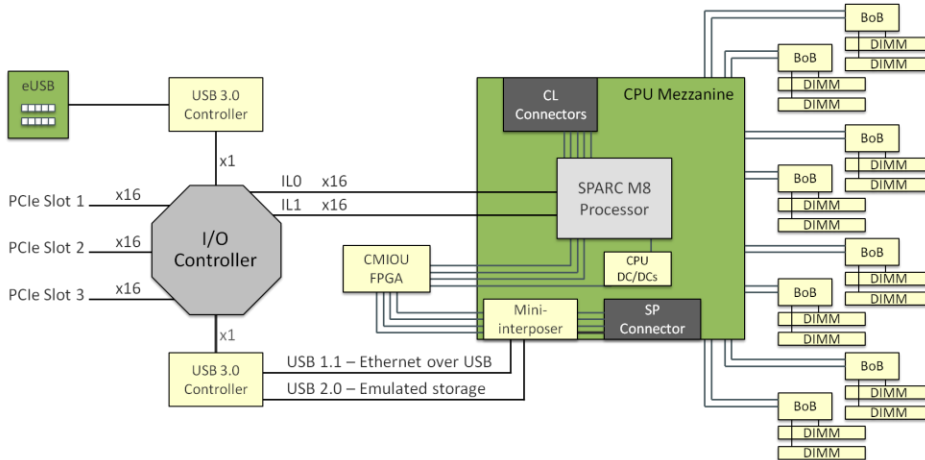 BoB
DIMM
DIMM
BoB
DIMM
DIMM
eUSB
USB 3.0
Controller
CL
Connectors
CPU Mezzanine
BoB
DIMM
DIMM
x1
SPARC M8
Processor
BoB
DIMM
DIMM
IL0 x16
PCIe Slot 1 x16
IL1 x16
I/O
Controller
PCIe Slot 2 x16
CMIOU
FPGA
CPU
DC/DCs
BoB
DIMM
DIMM
PCIe Slot 3 x16
BoB
DIMM
DIMM
Mini-
interposer
SP
Connector
x1
USB 3.0
Controller
USB 1.1 – Ethernet over USB
USB 2.0 – Emulated storage
BoB
DIMM
DIMM
BoB
DIMM
DIMM